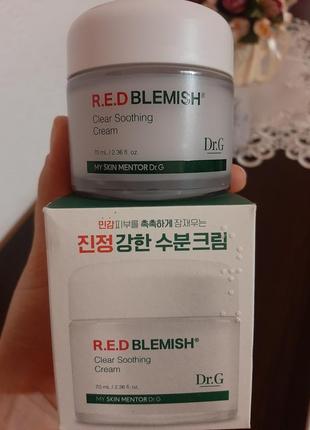 R.E.D BLEMISH®
Clear Soothing
Cream
70 mL / 2.36 fl. oz.
Dr.G
MY SKIN MENTOR Dr.G
민감피부를 촉촉하게 잠재우는
진정 강한 수분크림
R.E.D BLEMISH®
Clear Soothing
Cream
70 mL / 2.36 fl. oz.
Dr.G
MY SKIN MENTOR Dr.G